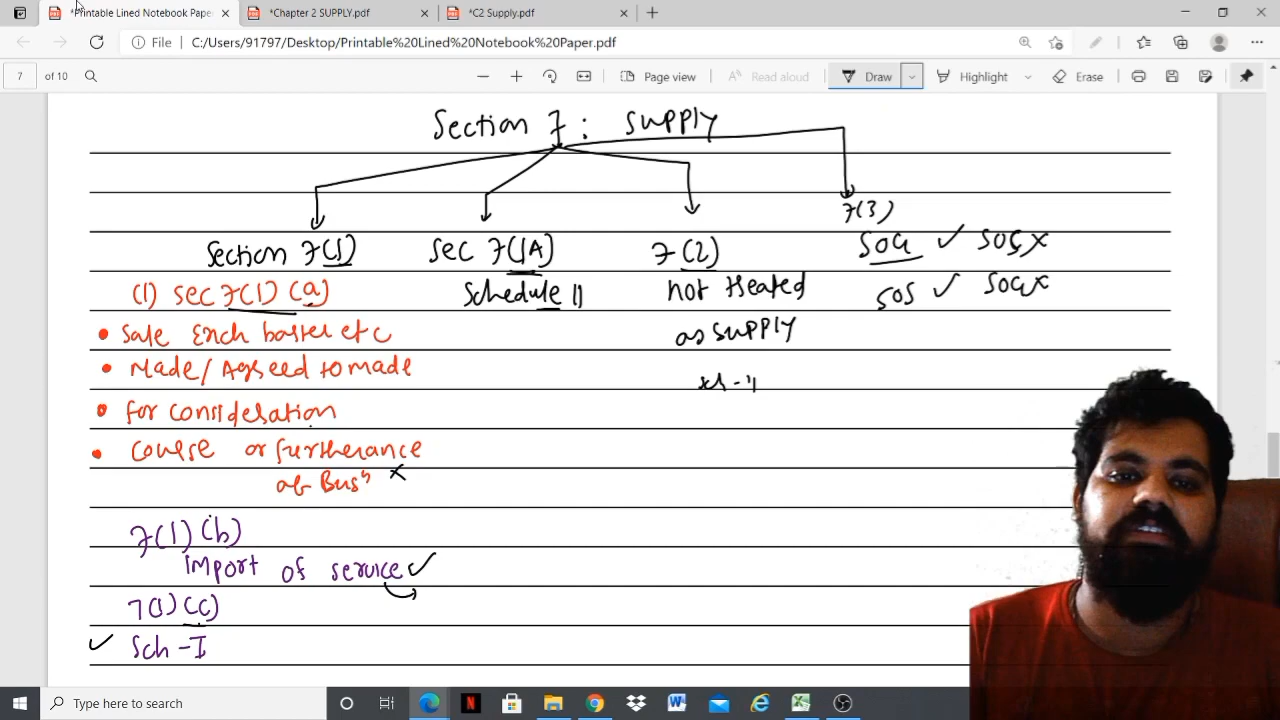 *Printable Lined Notebook Pape
*Chapter 2 SUPPLY.pdf
*C2 Supply.pdf
File
C:/Users/91797/Desktop/Printable%20Lined%20Notebook%20Paper.pdf
7 of 10
Page view
Read aloud
Draw
Highlight
Erase
Section 7 : Supply
7(3)
Section 7(1) Sec 7(1A) 7(2) SOG ✓ SOS X
(1) Sec 7(1) (a) Schedule II not treated SOS ✓ SOG X
• Sale Exch barter etc as supply
• Made/Agreed to made
• for consideration
• Course or furtherance
of Busn X
7(1)(b)
Import of service ✓
7(1)(c)
✓ Sch-I
Type here to search